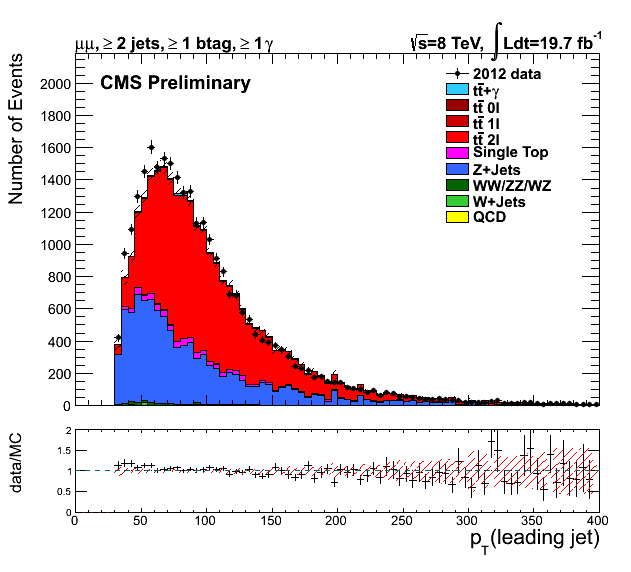 μμ, ≥ 2 jets, ≥ 1 btag, ≥ 1 γ
√s=8 TeV, ∫ Ldt=19.7 fb⁻¹
CMS Preliminary
2012 data
tt̄+γ
tt̄ 0l
tt̄ 1l
tt̄ 2l
Single Top
Z+Jets
WW/ZZ/WZ
W+Jets
QCD
Number of Events
2000
1800
1600
1400
1200
1000
800
600
400
200
0
data/MC
2
1.5
1
0.5
0
0 50 100 150 200 250 300 350 400
p_T(leading jet)